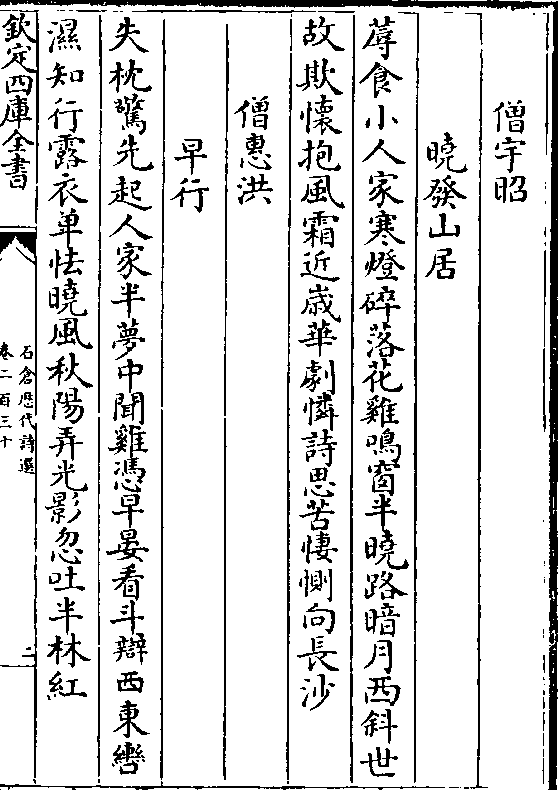 僧宇昭
曉發山居
蓐食小人家寒燈碎落花雞鳴窗半曉路暗月西斜世
故欺懷抱風霜近歳華劇憐詩思苦悽惻向長沙
僧惠洪
早行
失枕驚先起人家半夢中聞雞憑早晏看斗辯西東轡
濕知行露衣单怯曉風秋陽弄光影忽吐半林紅
欽定四庫全書
石倉歴代詩選
卷二百三十
二